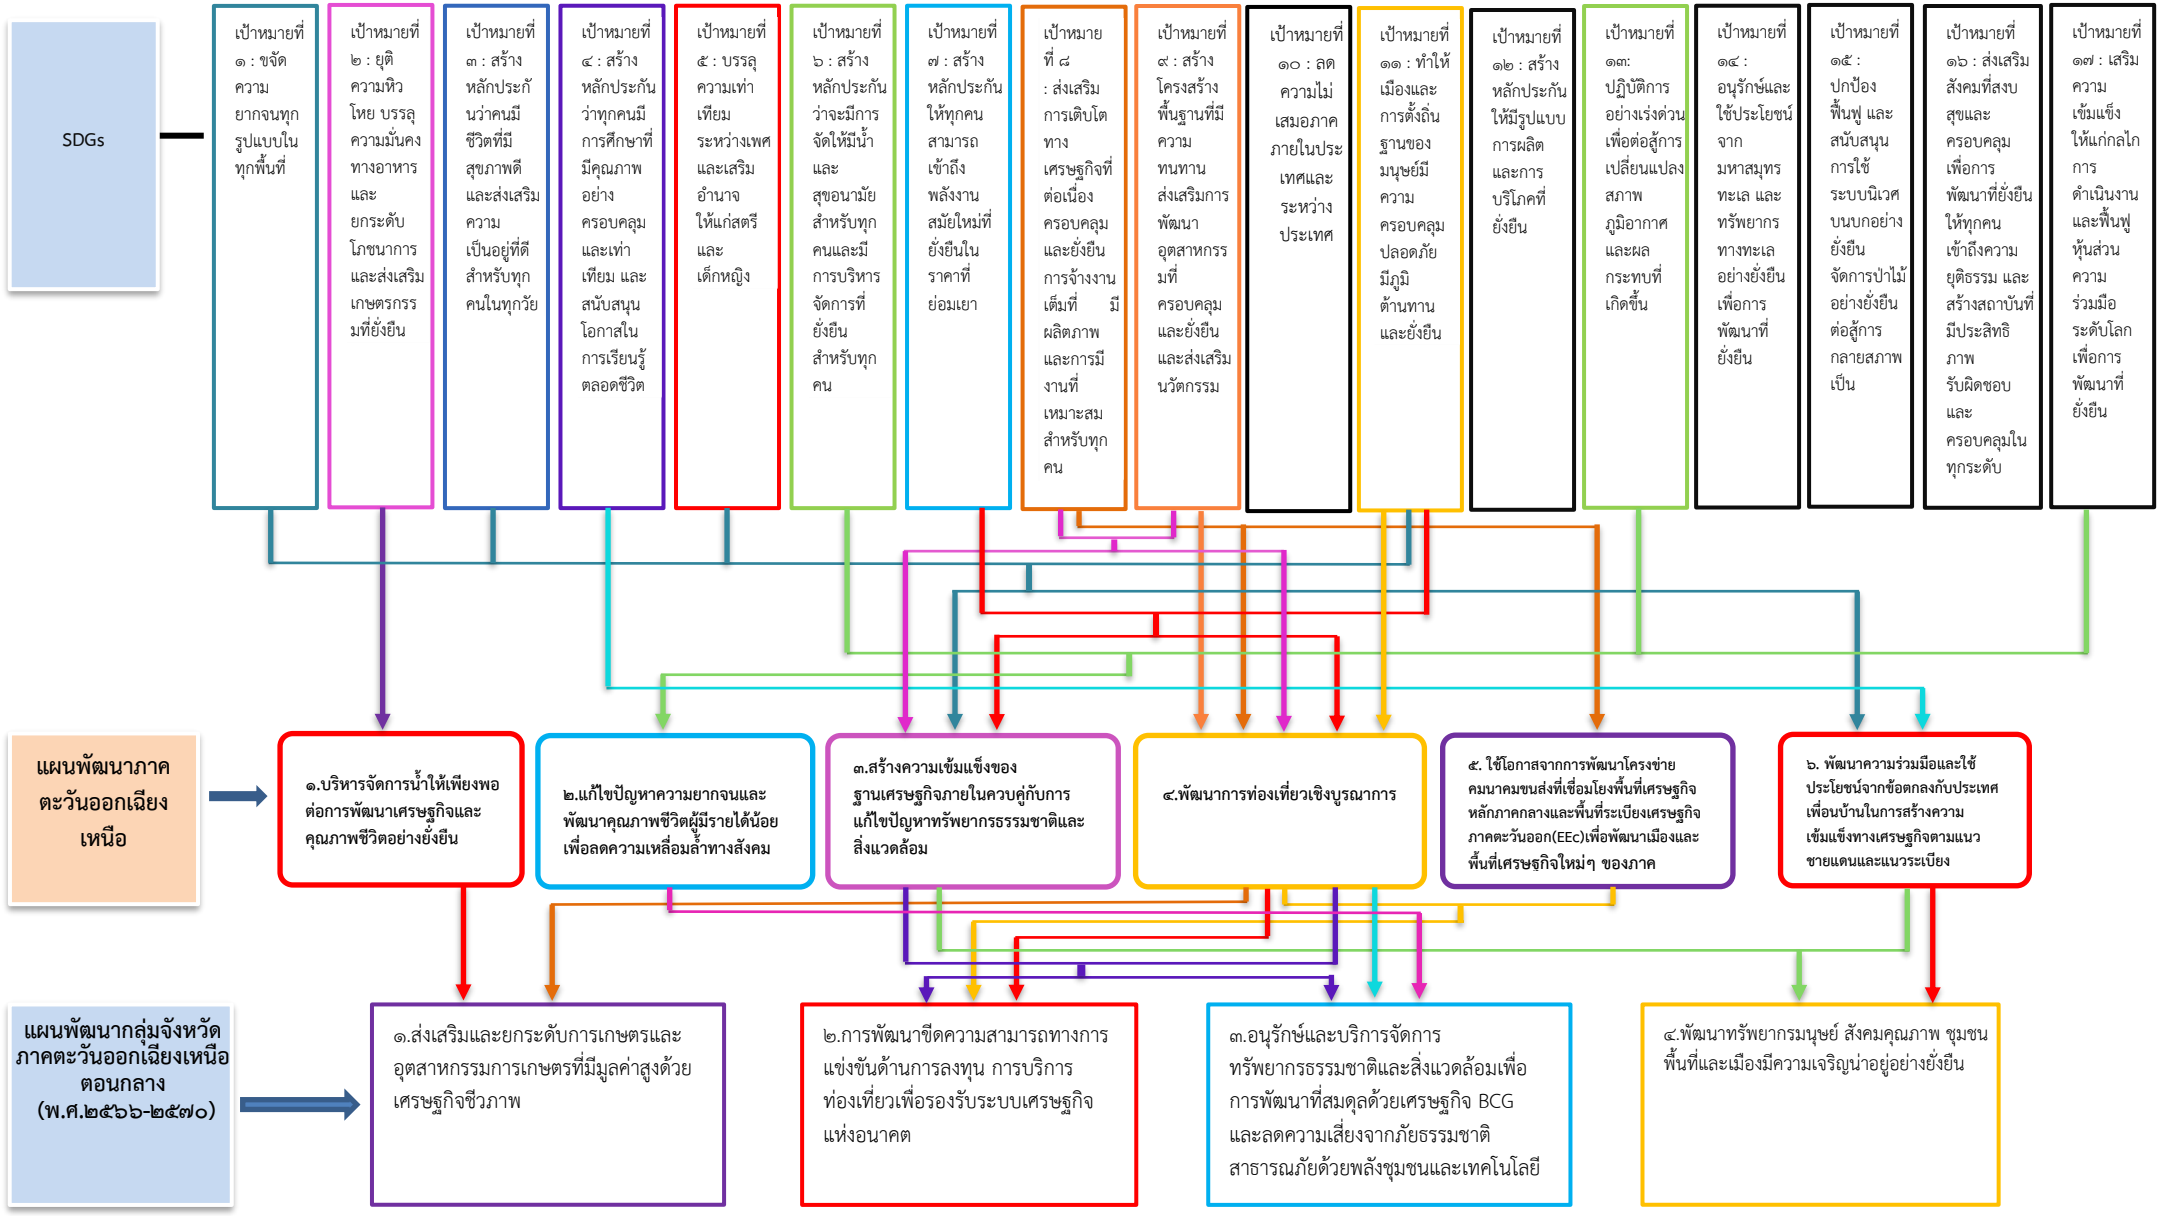 SDGs
เป้าหมายที่
๑ : ขจัด
ความ
ยากจนทุก
รูปแบบใน
ทุกพื้นที่
เป้าหมายที่
๒ : ยุติ
ความหิว
โหย บรรลุ
ความมั่นคง
ทางอาหาร
และ
ยกระดับ
โภชนาการ
และส่งเสริม
เกษตรกรร
มที่ยั่งยืน
เป้าหมายที่
๓ : สร้าง
หลักประกั
นว่าคนมี
ชีวิตที่มี
สุขภาพดี
และส่งเสริม
ความ
เป็นอยู่ที่ดี
สำหรับทุก
คนในทุกวัย
เป้าหมายที่
๔ : สร้าง
หลักประกัน
ว่าทุกคนมี
การศึกษาที่
มีคุณภาพ
อย่าง
ครอบคลุม
และเท่า
เทียม และ
สนับสนุน
โอกาสใน
การเรียนรู้
ตลอดชีวิต
เป้าหมายที่
๕ : บรรลุ
ความเท่า
เทียม
ระหว่างเพศ
และเสริม
อำนาจ
ให้แก่สตรี
และ
เด็กหญิง
เป้าหมายที่
๖ : สร้าง
หลักประกัน
ว่าจะมีการ
จัดให้มีน้ำ
และ
สุขอนามัย
สำหรับทุก
คนและมี
การบริหาร
จัดการที่
ยั่งยืน
สำหรับทุก
คน
เป้าหมายที่
๗ : สร้าง
หลักประกัน
ให้ทุกคน
สามารถ
เข้าถึง
พลังงาน
สมัยใหม่ที่
ยั่งยืนใน
ราคาที่
ย่อมเยา
เป้าหมาย
ที่ ๘
: ส่งเสริม
การเติบโต
ทาง
เศรษฐกิจที่
ต่อเนื่อง
ครอบคลุม
และยั่งยืน
การจ้างงาน
เต็มที่ มี
ผลิตภาพ
และการมี
งานที่
เหมาะสม
สำหรับทุก
คน
เป้าหมายที่
๙ : สร้าง
โครงสร้าง
พื้นฐานที่มี
ความ
ทนทาน
ส่งเสริมการ
พัฒนา
อุตสาหกรร
มที่
ครอบคลุม
และยั่งยืน
และส่งเสริม
นวัตกรรม
เป้าหมายที่
๑๐ : ลด
ความไม่
เสมอภาค
ภายในประ
เทศและ
ระหว่าง
ประเทศ
เป้าหมายที่
๑๑ : ทำให้
เมืองและ
การตั้งถิ่น
ฐานของ
มนุษย์มี
ความ
ครอบคลุม
ปลอดภัย
มีภูมิ
ต้านทาน
และยั่งยืน
เป้าหมายที่
๑๒ : สร้าง
หลักประกัน
ให้มีรูปแบบ
การผลิต
และการ
บริโภคที่
ยั่งยืน
เป้าหมายที่
๑๓:
ปฏิบัติการ
อย่างเร่งด่วน
เพื่อต่อสู้การ
เปลี่ยนแปลง
สภาพ
ภูมิอากาศ
และผล
กระทบที่
เกิดขึ้น
เป้าหมายที่
๑๔ :
อนุรักษ์และ
ใช้ประโยชน์
จาก
มหาสมุทร
ทะเล และ
ทรัพยากร
ทางทะเล
อย่างยั่งยืน
เพื่อการ
พัฒนาที่
ยั่งยืน
เป้าหมายที่
๑๕ :
ปกป้อง
ฟื้นฟู และ
สนับสนุน
การใช้
ระบบนิเวศ
บนบกอย่าง
ยั่งยืน
จัดการป่าไม้
อย่างยั่งยืน
ต่อสู้การ
กลายสภาพ
เป็น
เป้าหมายที่
๑๖ : ส่งเสริม
สังคมที่สงบ
สุขและ
ครอบคลุม
เพื่อการ
พัฒนาที่ยั่งยืน
ให้ทุกคน
เข้าถึงความ
ยุติธรรม และ
สร้างสถาบันที่
มีประสิทธิ
ภาพ
รับผิดชอบ
และ
ครอบคลุมใน
ทุกระดับ
เป้าหมายที่
๑๗ : เสริม
ความ
เข้มแข็ง
ให้แก่กลไก
การ
ดำเนินงาน
และฟื้นฟู
หุ้นส่วน
ความ
ร่วมมือ
ระดับโลก
เพื่อการ
พัฒนาที่
ยั่งยืน
แผนพัฒนาภาค
ตะวันออกเฉียง
เหนือ
๑.บริหารจัดการน้ำให้เพียงพอ
ต่อการพัฒนาเศรษฐกิจและ
คุณภาพชีวิตอย่างยั่งยืน
๒.แก้ไขปัญหาความยากจนและ
พัฒนาคุณภาพชีวิตผู้มีรายได้น้อย
เพื่อลดความเหลื่อมล้ำทางสังคม
๓.สร้างความเข้มแข็งของ
ฐานเศรษฐกิจภายในควบคู่กับการ
แก้ไขปัญหาทรัพยากรธรรมชาติและ
สิ่งแวดล้อม
๔.พัฒนาการท่องเที่ยวเชิงบูรณาการ
๕. ใช้โอกาสจากการพัฒนาโครงข่าย
คมนาคมขนส่งที่เชื่อมโยงพื้นที่เศรษฐกิจ
หลักภาคกลางและพื้นที่ระเบียงเศรษฐกิจ
ภาคตะวันออก(EEc)เพื่อพัฒนาเมืองและ
พื้นที่เศรษฐกิจใหม่ๆ ของภาค
๖. พัฒนาความร่วมมือและใช้
ประโยชน์จากข้อตกลงกับประเทศ
เพื่อนบ้านในการสร้างความ
เข้มแข็งทางเศรษฐกิจตามแนว
ชายแดนและแนวระเบียง
แผนพัฒนากลุ่มจังหวัด
ภาคตะวันออกเฉียงเหนือ
ตอนกลาง
(พ.ศ.๒๕๖๖-๒๕๗๐)
๑.ส่งเสริมและยกระดับการเกษตรและ
อุตสาหกรรมการเกษตรที่มีมูลค่าสูงด้วย
เศรษฐกิจชีวภาพ
๒.การพัฒนาขีดความสามารถทางการ
แข่งขันด้านการลงทุน การบริการ
ท่องเที่ยวเพื่อรองรับระบบเศรษฐกิจ
แห่งอนาคต
๓.อนุรักษ์และบริการจัดการ
ทรัพยากรธรรมชาติและสิ่งแวดล้อมเพื่อ
การพัฒนาที่สมดุลด้วยเศรษฐกิจ BCG
และลดความเสี่ยงจากภัยธรรมชาติ
สาธารณภัยด้วยพลังชุมชนและเทคโนโลยี
๔.พัฒนาทรัพยากรมนุษย์ สังคมคุณภาพ ชุมชน
พื้นที่และเมืองมีความเจริญน่าอยู่อย่างยั่งยืน